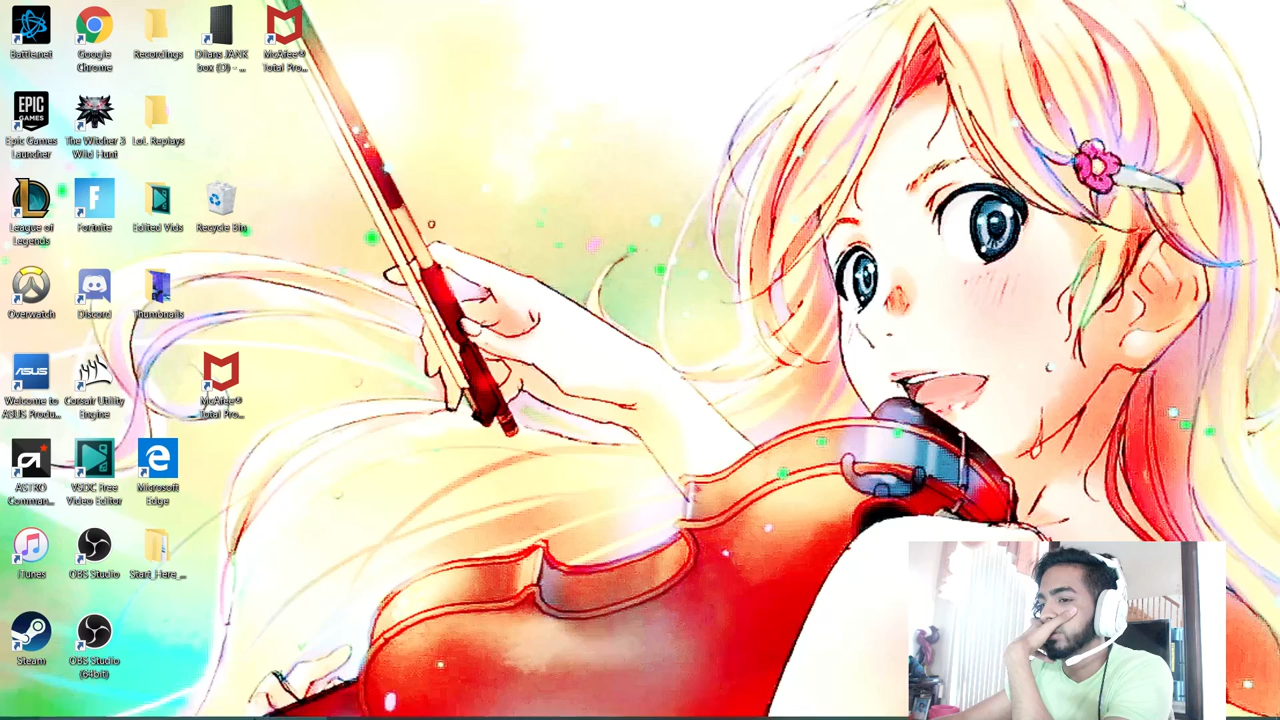 Battle.net
Google
Chrome
Recordings
Dilans JANK
box (D) - ...
McAfee®
Total Pro...
EPIC
GAMES
Epic Games
Launcher
The Witcher 3
Wild Hunt
LoL Replays
League of
Legends
F
Fortnite
Edited Vids
Recycle Bin
Overwatch
Discord
Thumbnails
ASUS
Welcome to
ASUS Produ...
Corsair Utility
Engine
McAfee®
Total Pro...
ASTRO
Comman...
VSDC Free
Video Editor
Microsoft
Edge
iTunes
OBS Studio
Start_Here_...
Steam
OBS Studio
(64bit)